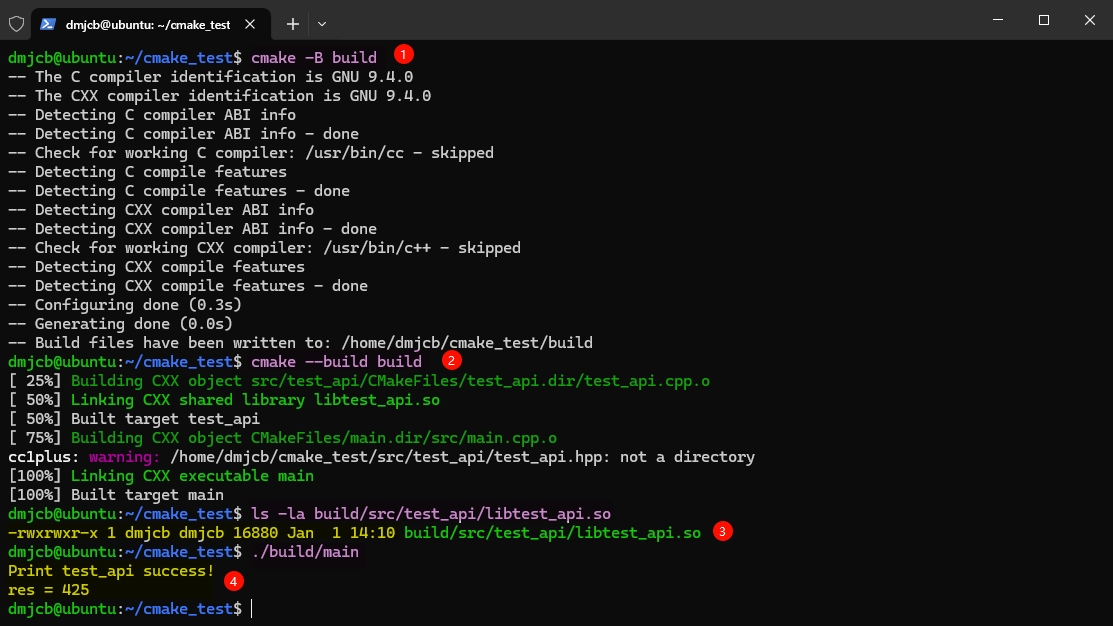 dmjcb@ubuntu: ~/cmake_test
dmjcb@ubuntu:~/cmake_test$ cmake -B build 1
-- The C compiler identification is GNU 9.4.0
-- The CXX compiler identification is GNU 9.4.0
-- Detecting C compiler ABI info
-- Detecting C compiler ABI info - done
-- Check for working C compiler: /usr/bin/cc - skipped
-- Detecting C compile features
-- Detecting C compile features - done
-- Detecting CXX compiler ABI info
-- Detecting CXX compiler ABI info - done
-- Check for working CXX compiler: /usr/bin/c++ - skipped
-- Detecting CXX compile features
-- Detecting CXX compile features - done
-- Configuring done (0.3s)
-- Generating done (0.0s)
-- Build files have been written to: /home/dmjcb/cmake_test/build
dmjcb@ubuntu:~/cmake_test$ cmake --build build 2
[ 25%] Building CXX object src/test_api/CMakeFiles/test_api.dir/test_api.cpp.o
[ 50%] Linking CXX shared library libtest_api.so
[ 50%] Built target test_api
[ 75%] Building CXX object CMakeFiles/main.dir/src/main.cpp.o
cc1plus: warning: /home/dmjcb/cmake_test/src/test_api/test_api.hpp: not a directory
[100%] Linking CXX executable main
[100%] Built target main
dmjcb@ubuntu:~/cmake_test$ ls -la build/src/test_api/libtest_api.so
-rwxrwxr-x 1 dmjcb dmjcb 16880 Jan  1 14:10 build/src/test_api/libtest_api.so 3
dmjcb@ubuntu:~/cmake_test$ ./build/main
Print test_api success!
res = 425 4
dmjcb@ubuntu:~/cmake_test$